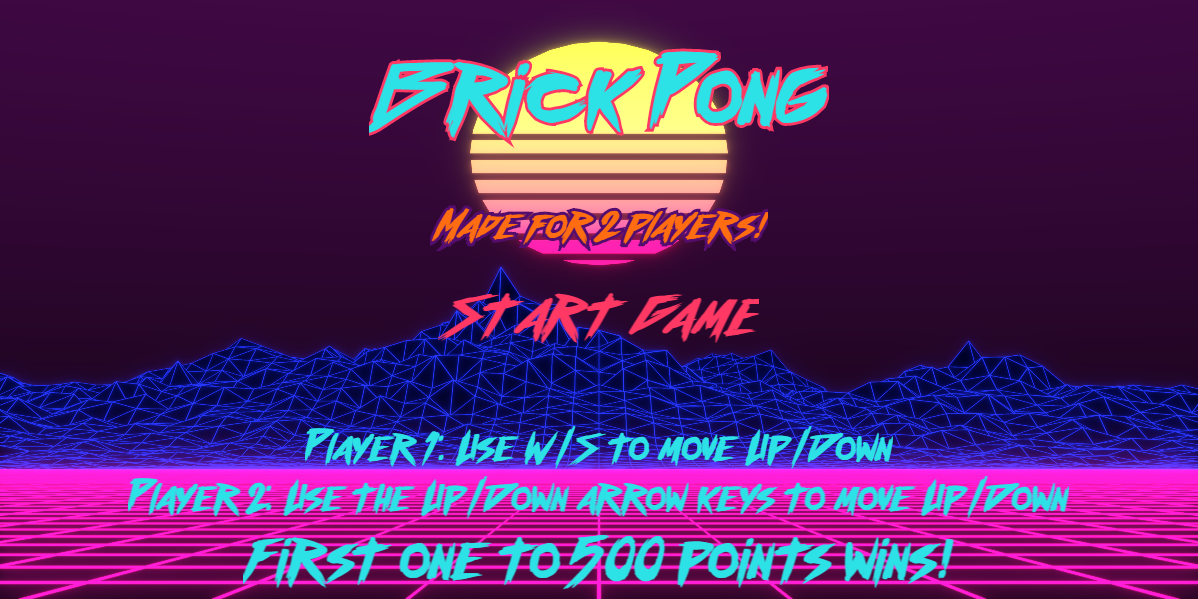 Brick Pong
Made for 2 players!
Start Game
Player 1: Use W/S to move Up/Down
Player 2: Use the Up/Down arrow keys to move Up/Down
First one to 500 points wins!